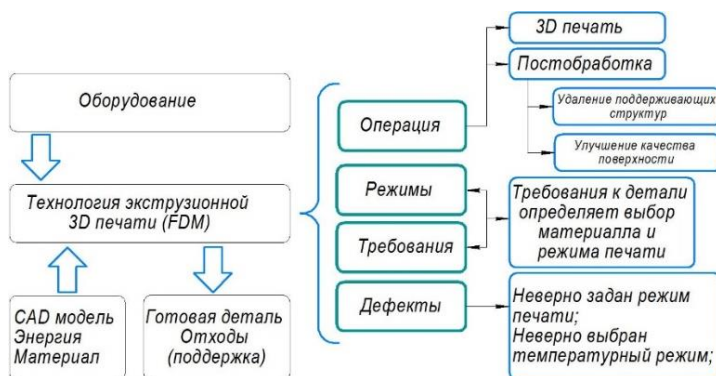 Оборудование
Технология экструзионной
3D печати (FDM)
CAD модель
Энергия
Материал
Готовая деталь
Отходы
(поддержка)
Операция
Режимы
Требования
Дефекты
3D печать
Постобработка
Удаление поддерживающих
структур
Улучшение качества
поверхности
Требования к детали
определяет выбор
материалла и
режима печати
Неверно задан режим
печати;
Неверно выбран
температурный режим;